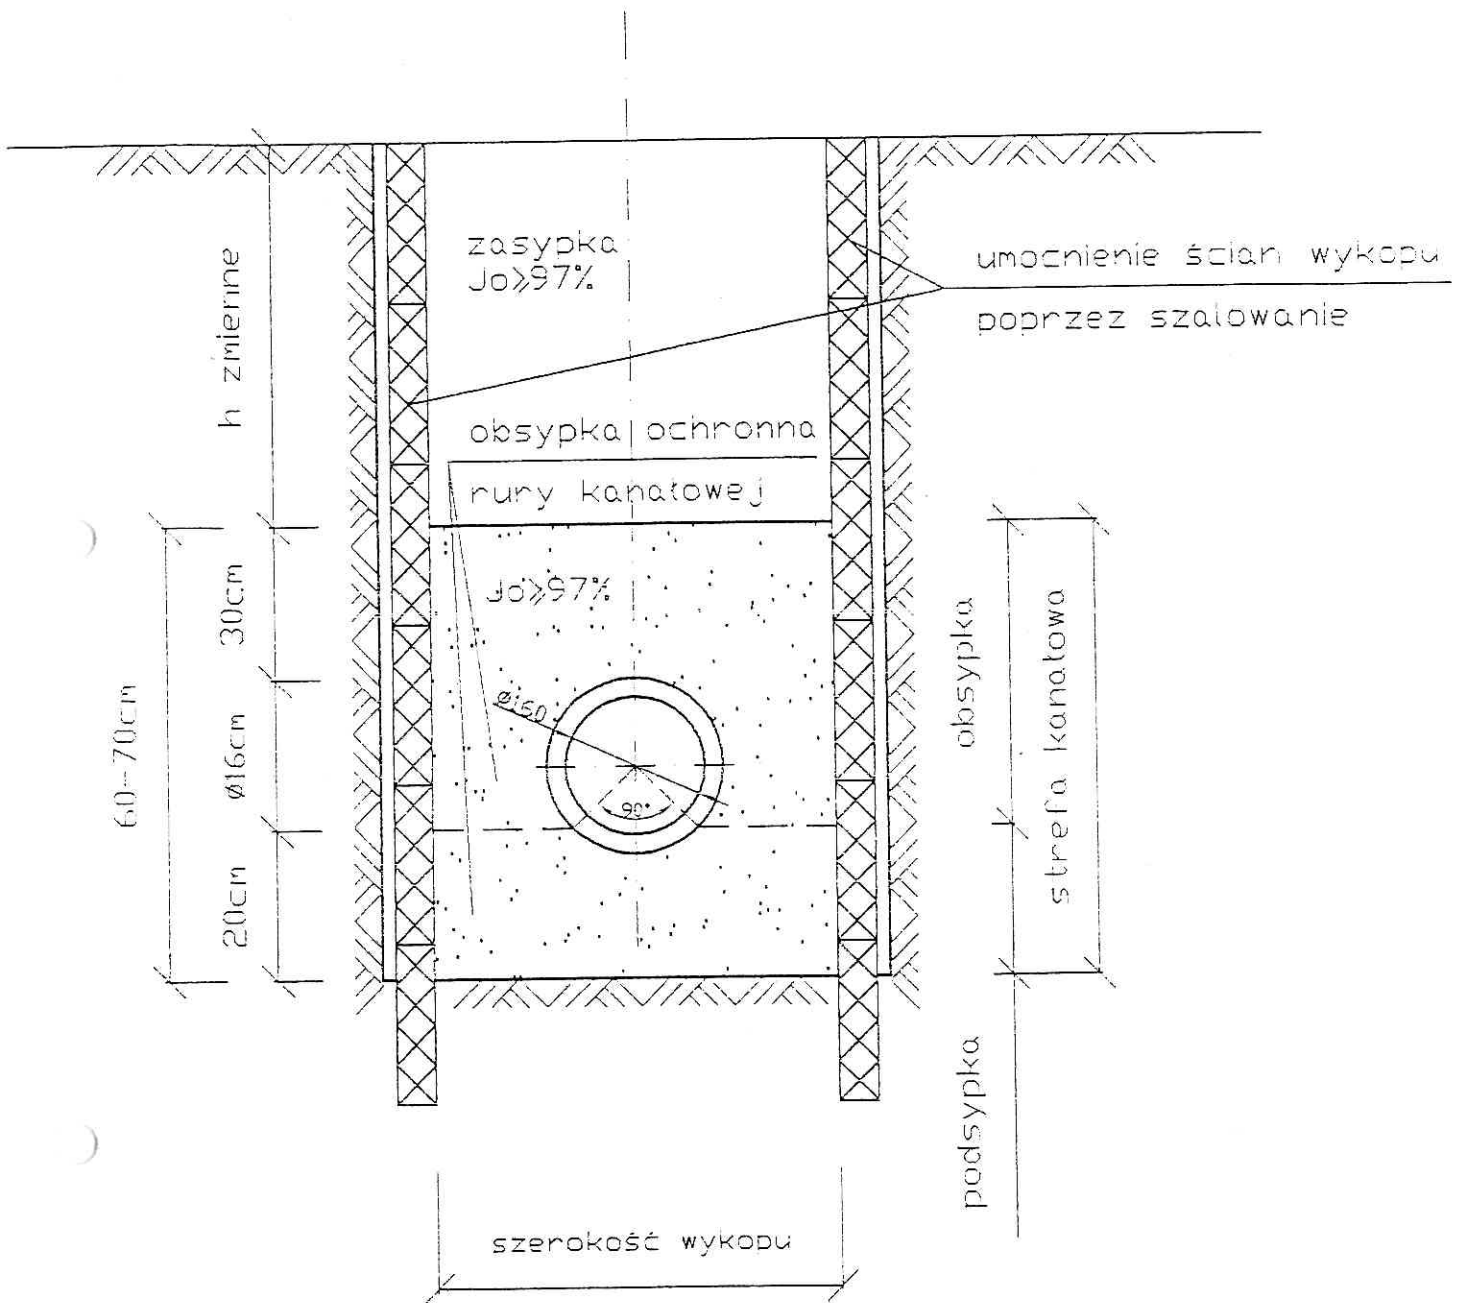 zasypka
Jo≥97%
umocnienie ścian wykopu
poprzez szalowanie
h zmienne
obsypka ochronna
rury kanałowej
Jo≥97%
30cm
ø16cm
20cm
60-70cm
ø160
90°
obsypka
strefa kanałowa
podsypka
szerokość wykopu